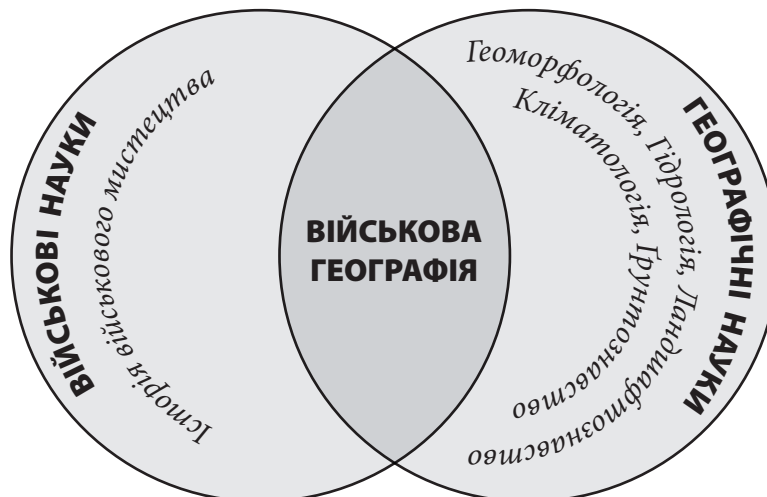 ВІЙСЬКОВІ НАУКИ
Історія військового мистецтва
ВІЙСЬКОВА
ГЕОГРАФІЯ
Геоморфологія, Гідрологія, Ландшафтознавство
Кліматологія, Ґрунтознавство
ГЕОГРАФІЧНІ НАУКИ